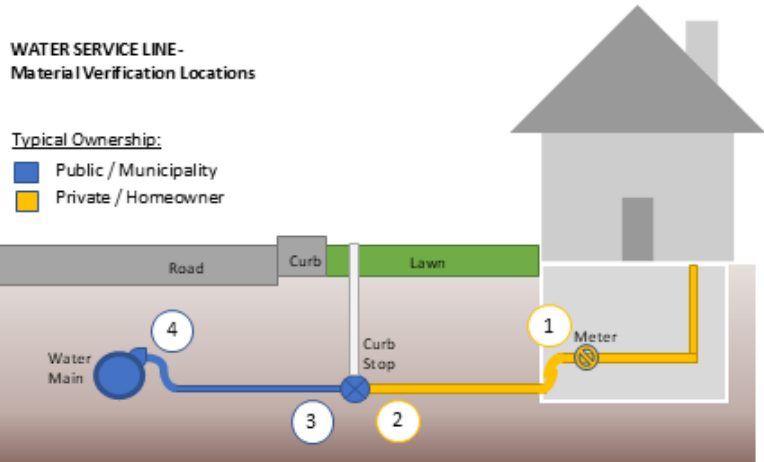 WATER SERVICE LINE-
Material Verification Locations
Typical Ownership:
Public / Municipality
Private / Homeowner
Road
Curb
Lawn
1
Meter
4
Water
Main
Curb
Stop
3
2